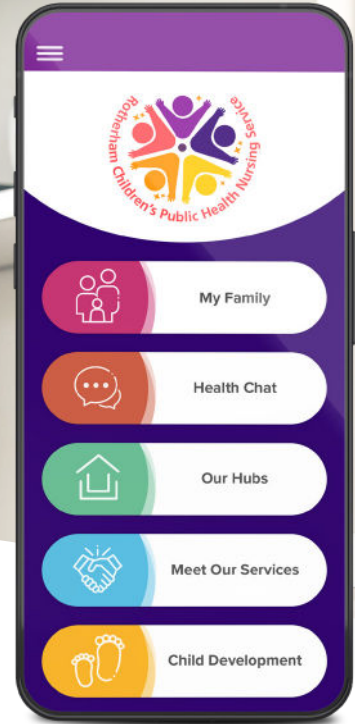 Rotherham Children's Public Health Nursing Service
My Family
Health Chat
Our Hubs
Meet Our Services
Child Development